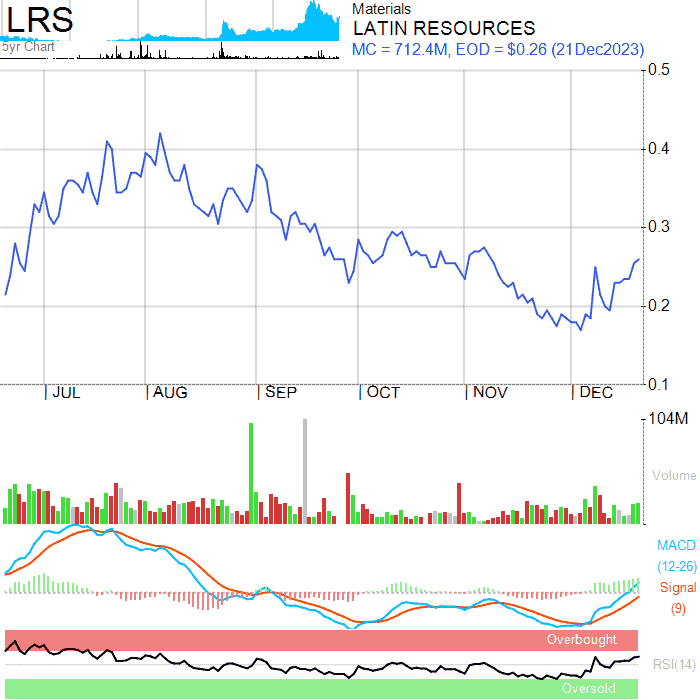 LRS
5yr Chart
Materials
LATIN RESOURCES
MC = 712.4M, EOD = $0.26 (21Dec2023)
0.5
0.4
0.3
0.2
0.1
JUL
AUG
SEP
OCT
NOV
DEC
104M
Volume
MACD
(12-26)
Signal
(9)
Overbought
RSI(14)
Oversold